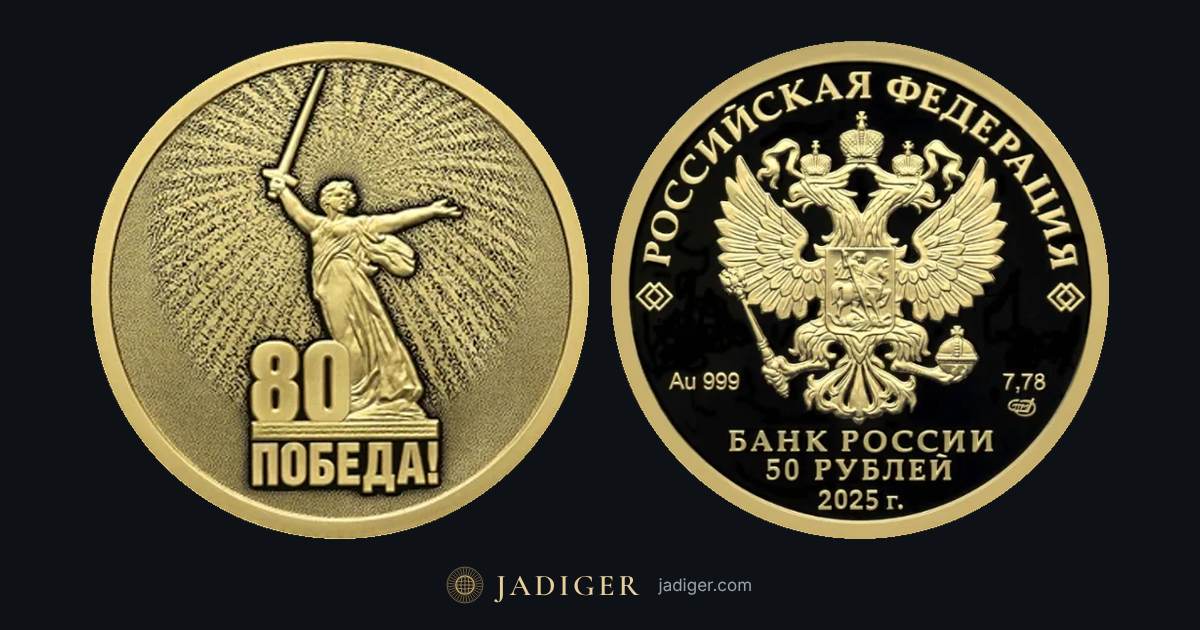 80
ПОБЕДА!
РОССИЙСКАЯ ФЕДЕРАЦИЯ
Au 999
7,78
БАНК РОССИИ
50 РУБЛЕЙ
2025 г.
JADIGER
jadiger.com